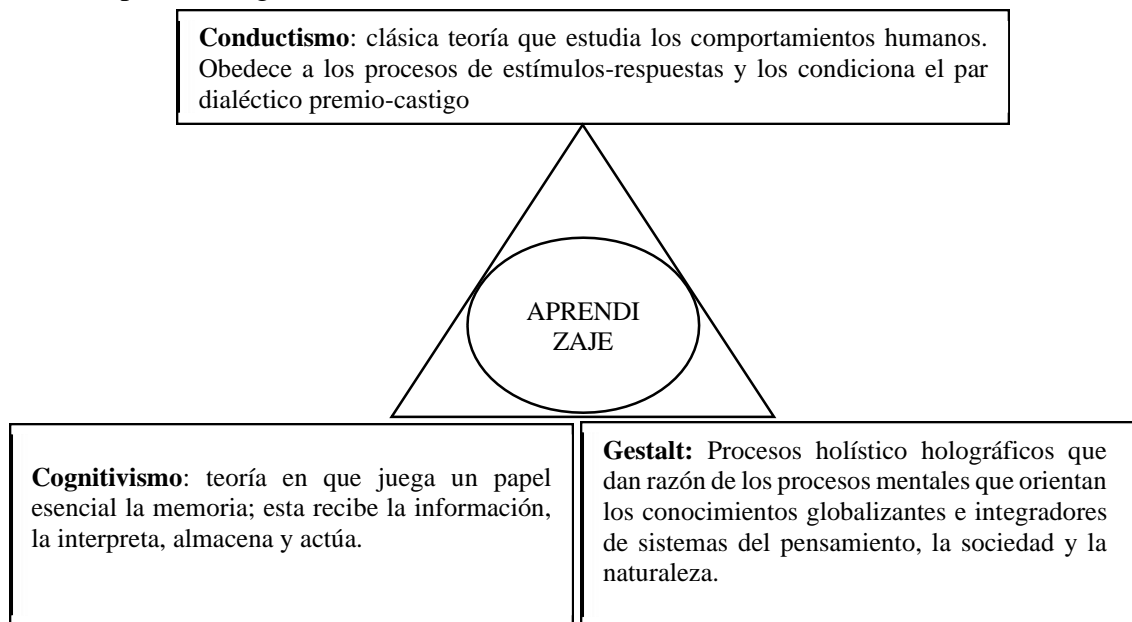 Conductismo: clásica teoría que estudia los comportamientos humanos.
Obedece a los procesos de estímulos-respuestas y los condiciona el par
dialéctico premio-castigo
APRENDI
ZAJE
Cognitivismo: teoría en que juega un papel
esencial la memoria; esta recibe la información,
la interpreta, almacena y actúa.
Gestalt: Procesos holístico holográficos que
dan razón de los procesos mentales que orientan
los conocimientos globalizantes e integradores
de sistemas del pensamiento, la sociedad y la
naturaleza.